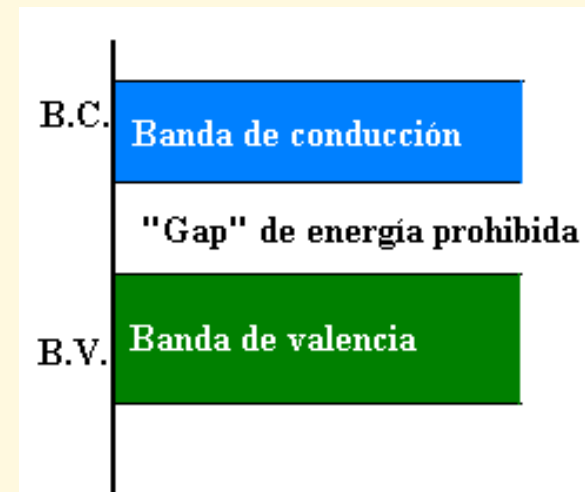 B.C.
Banda de conducción
"Gap" de energía prohibida
Banda de valencia
B.V.